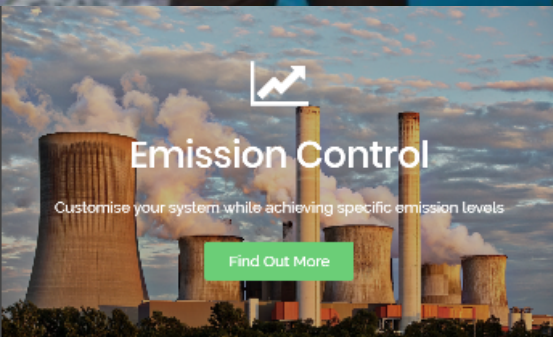 Emission Control
Customise your system while achieving specific emission levels
Find Out More